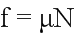 f = μN